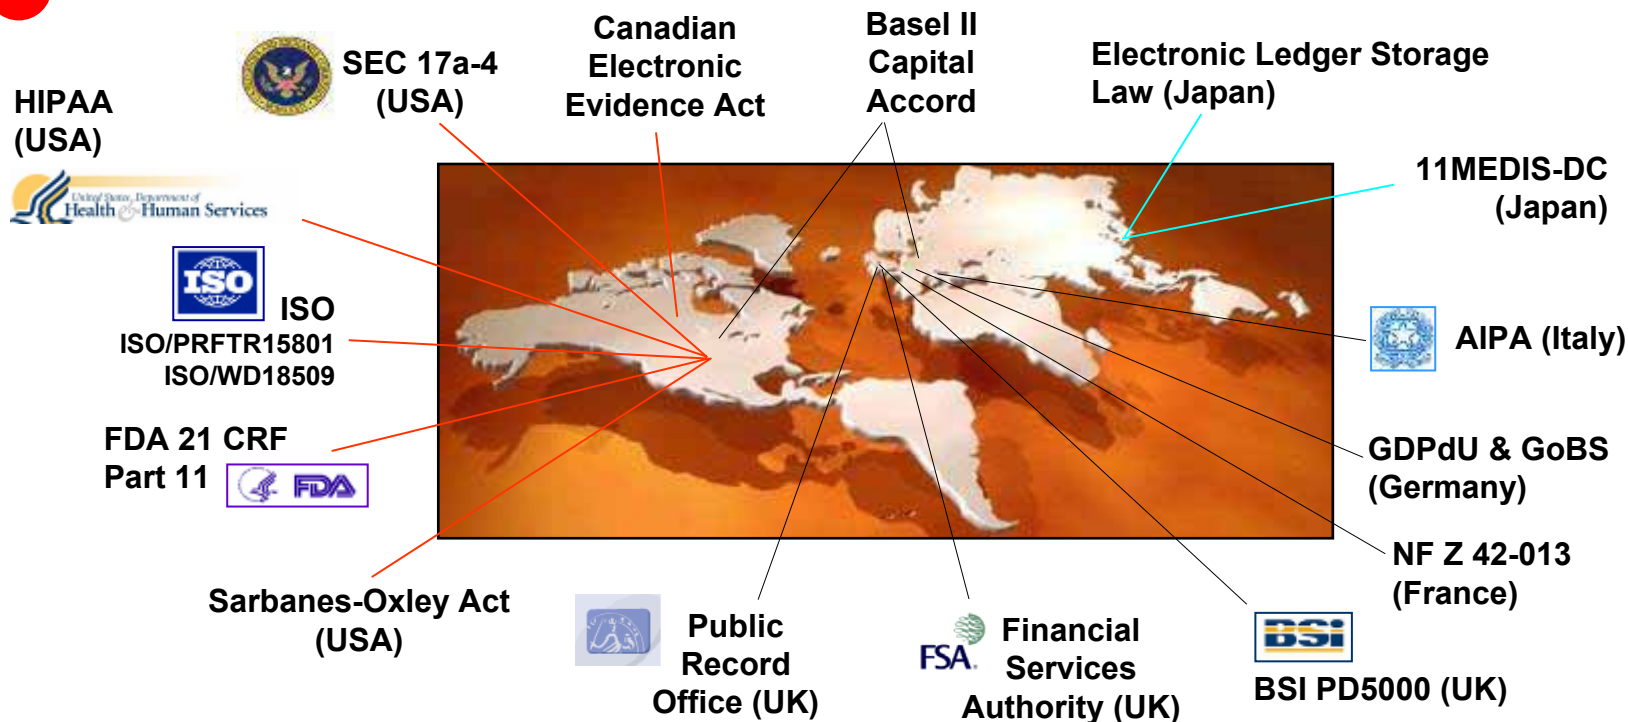 Canadian
Electronic
Evidence Act
Basel II
Capital
Accord
SEC 17a-4
(USA)
Electronic Ledger Storage
Law (Japan)
HIPAA
(USA)
United States Department of
Health & Human Services
11MEDIS-DC
(Japan)
ISO
ISO
ISO/PRFTR15801
ISO/WD18509
AIPA (Italy)
FDA 21 CRF
Part 11
FDA
GDPdU & GoBS
(Germany)
NF Z 42-013
(France)
Sarbanes-Oxley Act
(USA)
Public
Record
Office (UK)
FSA
Financial
Services
Authority (UK)
BSi
BSI PD5000 (UK)